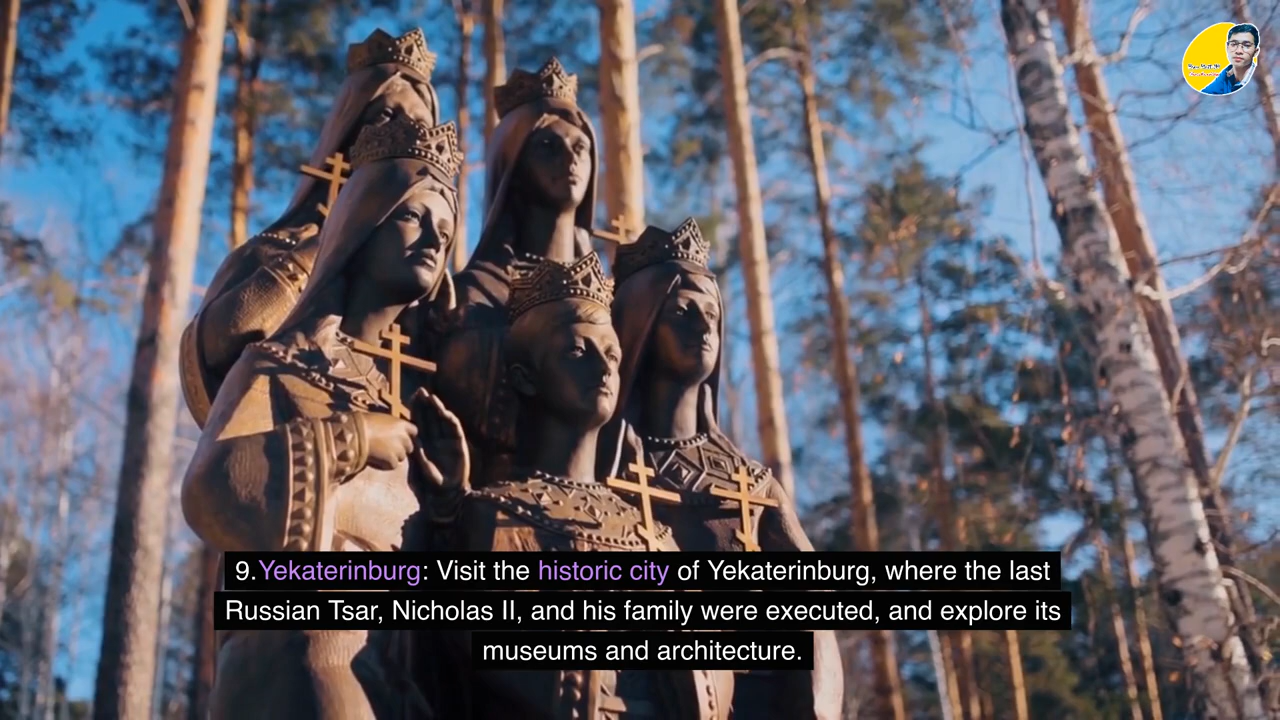 9.Yekaterinburg: Visit the historic city of Yekaterinburg, where the last
Russian Tsar, Nicholas II, and his family were executed, and explore its
museums and architecture.